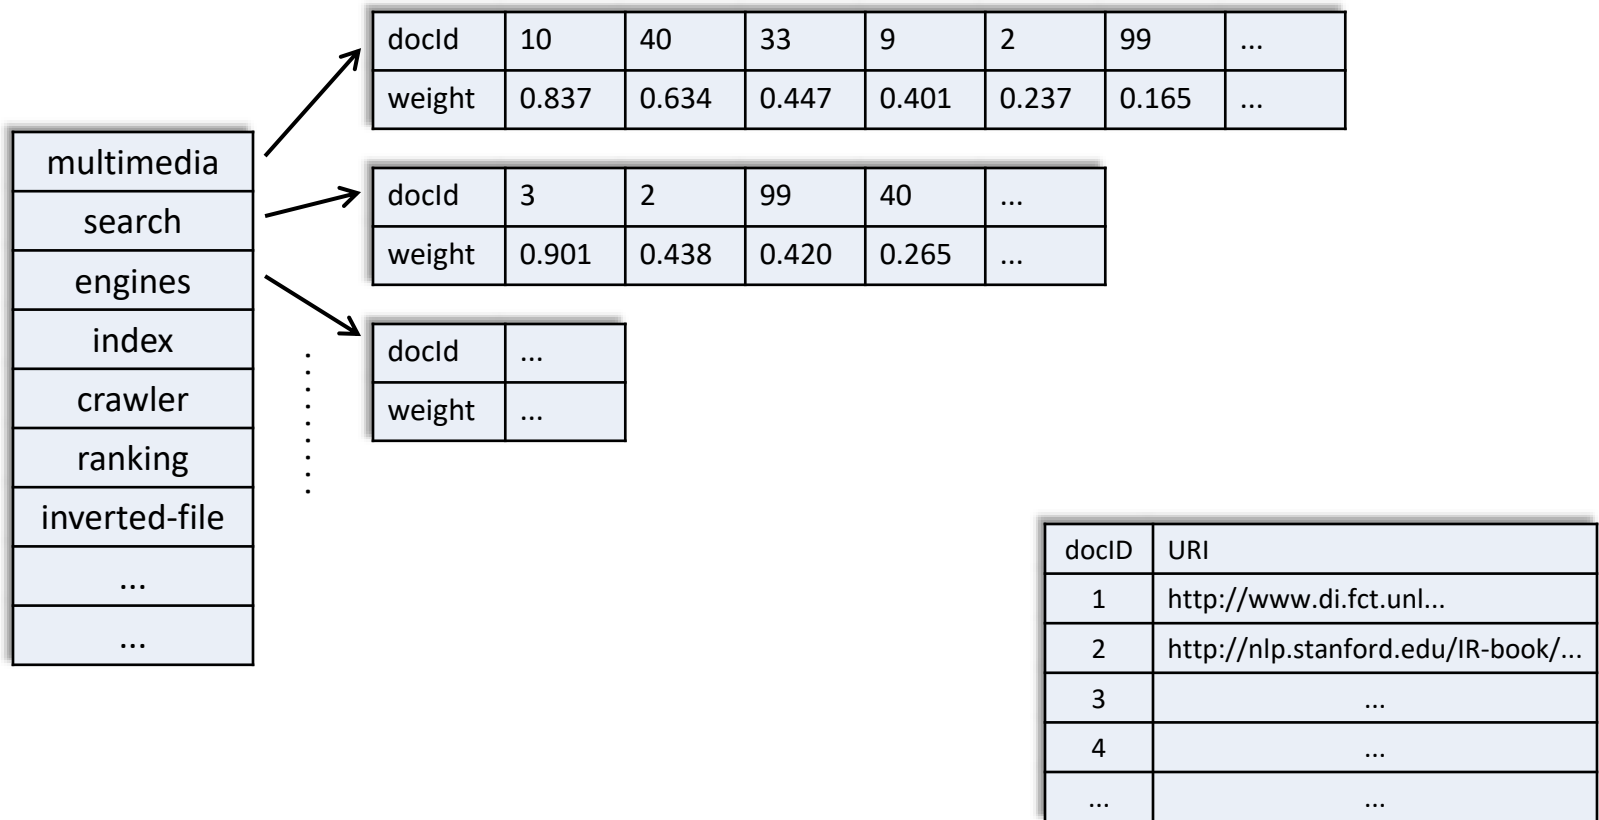 docId 10 40 33 9 2 99 ...
weight 0.837 0.634 0.447 0.401 0.237 0.165 ...
multimedia
search
engines
index
crawler
ranking
inverted-file
...
...
docId 3 2 99 40 ...
weight 0.901 0.438 0.420 0.265 ...
docId ...
weight ...
docID URI
1 http://www.di.fct.unl...
2 http://nlp.stanford.edu/IR-book/...
3 ...
4 ...
... ...